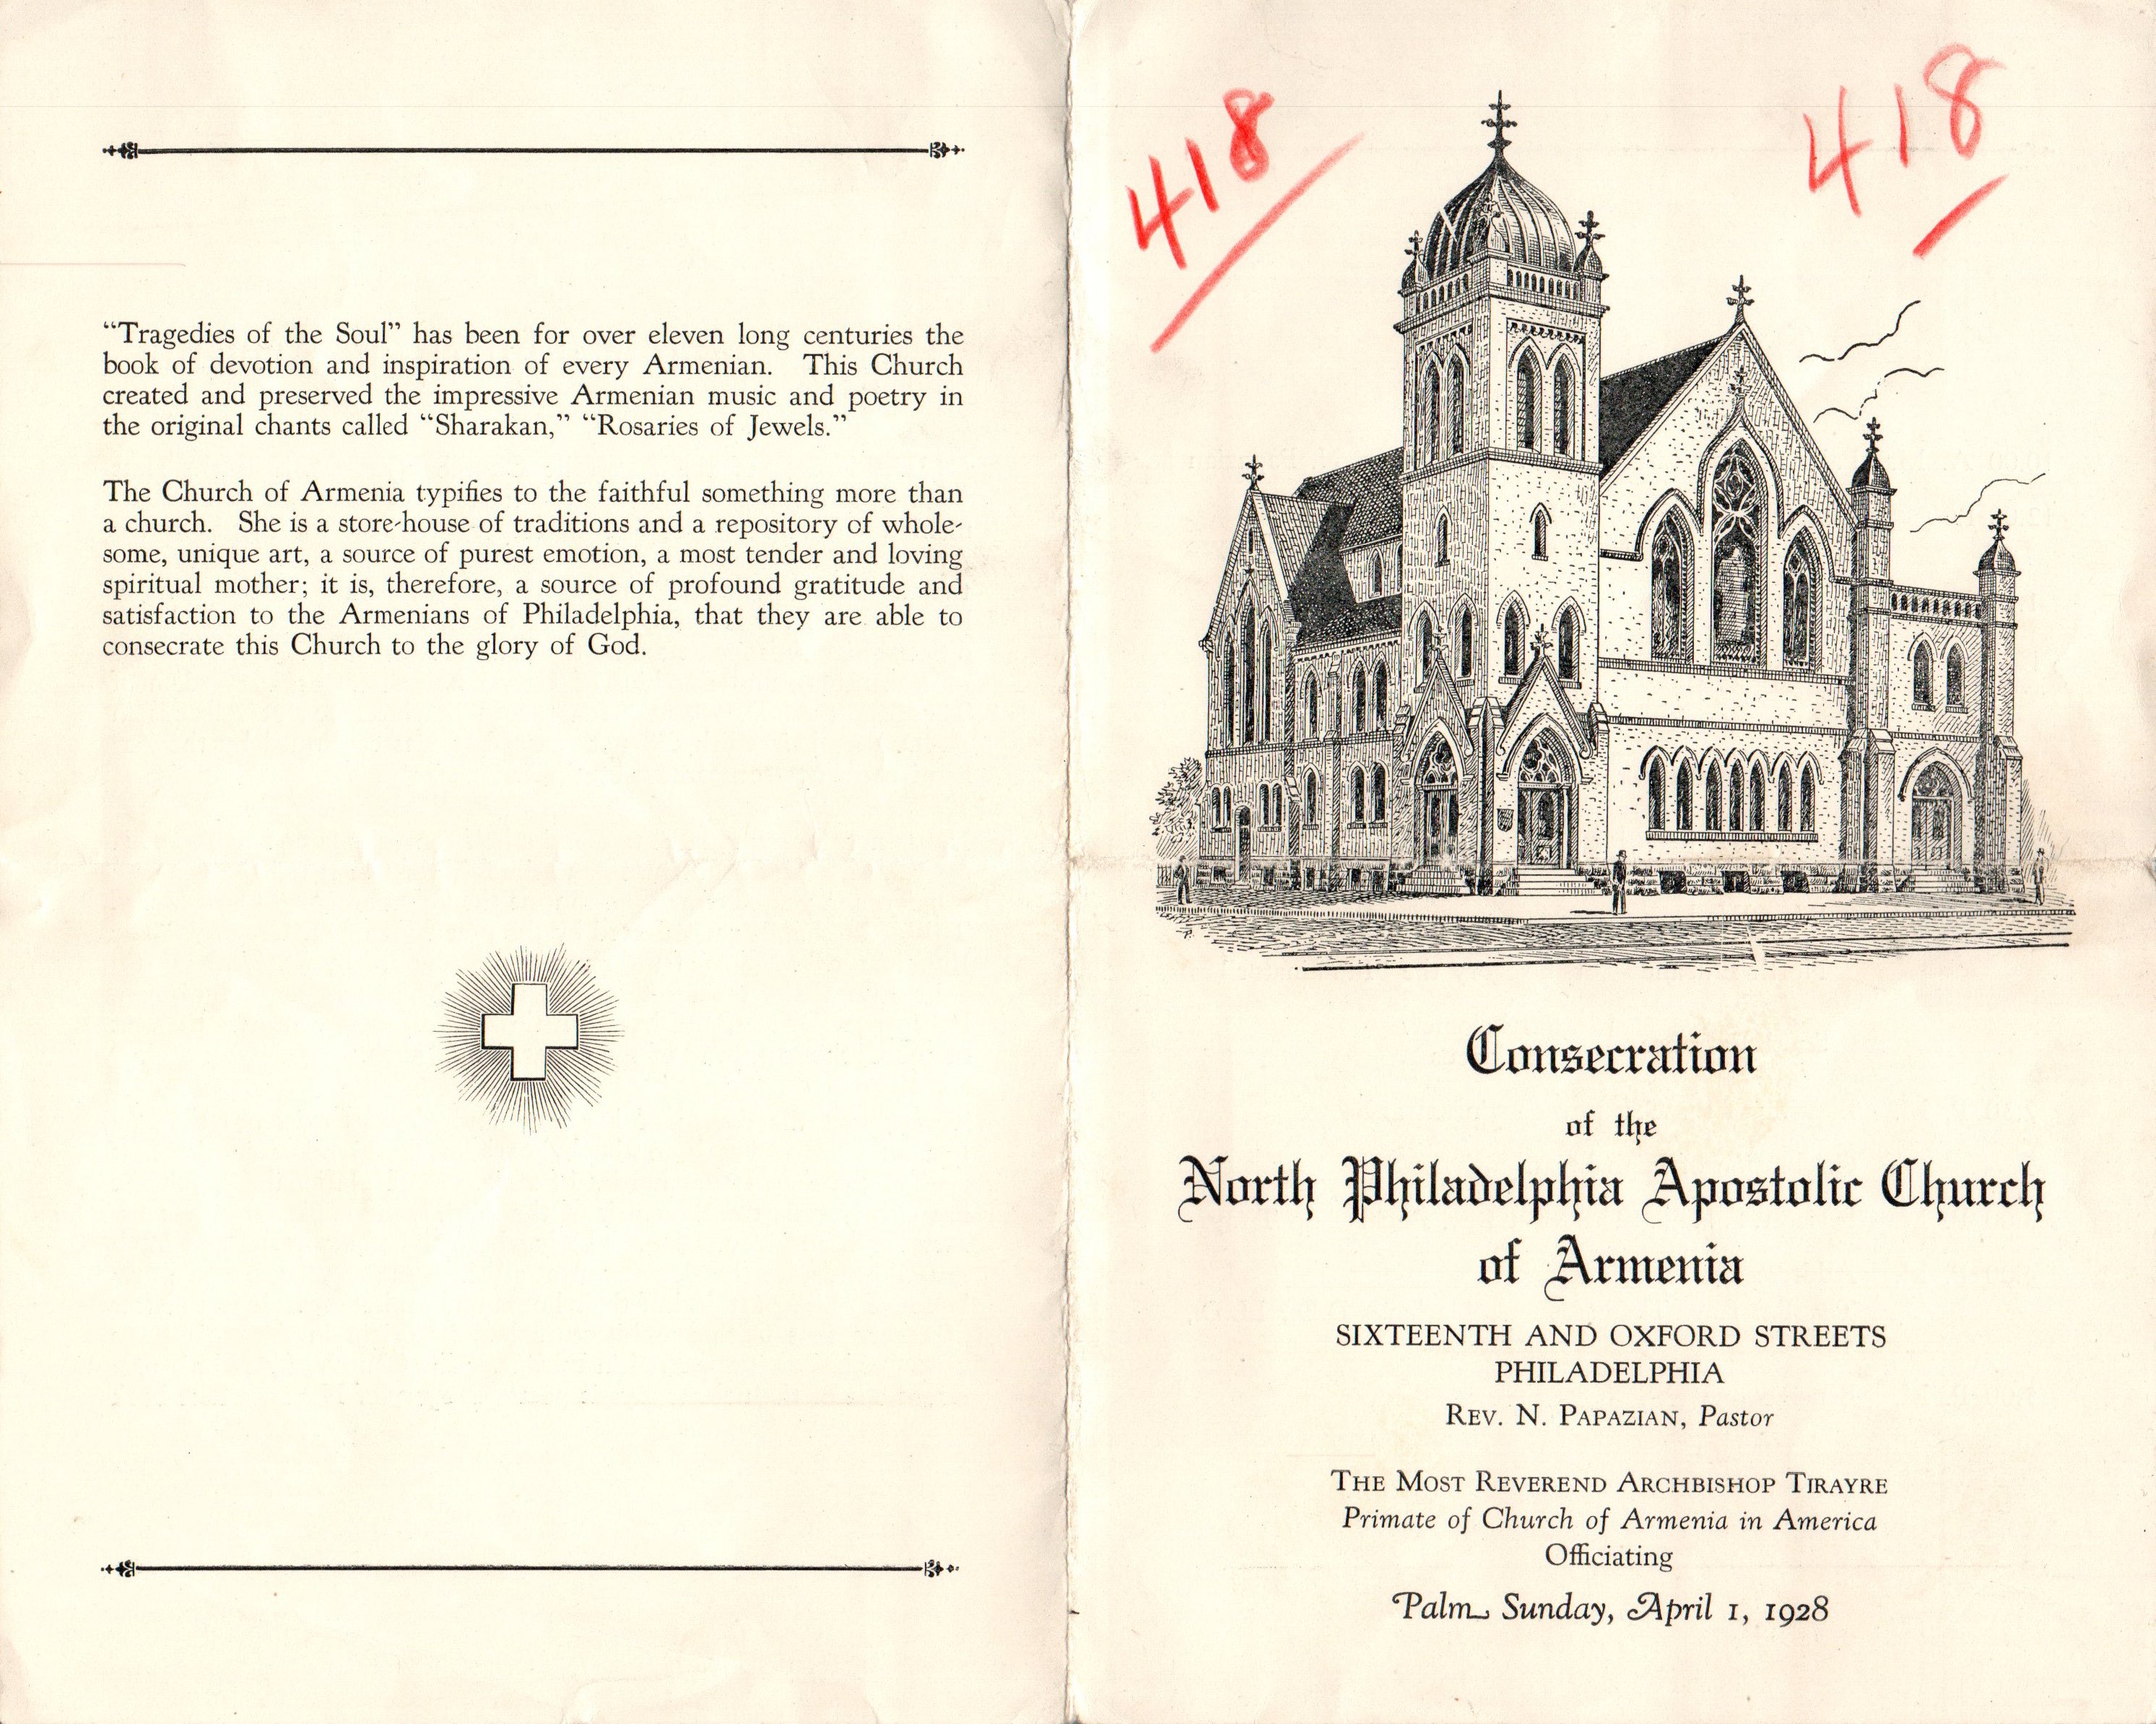 “Tragedies of the Soul” has been for over eleven long centuries the
book of devotion and inspiration of every Armenian. This Church
created and preserved the impressive Armenian music and poetry in
the original chants called “Sharakan,” “Rosaries of Jewels.”
The Church of Armenia typifies to the faithful something more than
a church. She is a store-house of traditions and a repository of whole-
some, unique art, a source of purest emotion, a most tender and loving
spiritual mother; it is, therefore, a source of profound gratitude and
satisfaction to the Armenians of Philadelphia, that they are able to
consecrate this Church to the glory of God.
418
418
P.
Consecration
of the
North Philadelphia Apostolic Church
of Armenia
SIXTEENTH AND OXFORD STREETS
PHILADELPHIA
REV. N. PAPAZIAN, Pastor
THE MOST REVEREND ARCHBISHOP TIRAYRE
Primate of Church of Armenia in America
Officiating
Palm Sunday, April 1, 1928